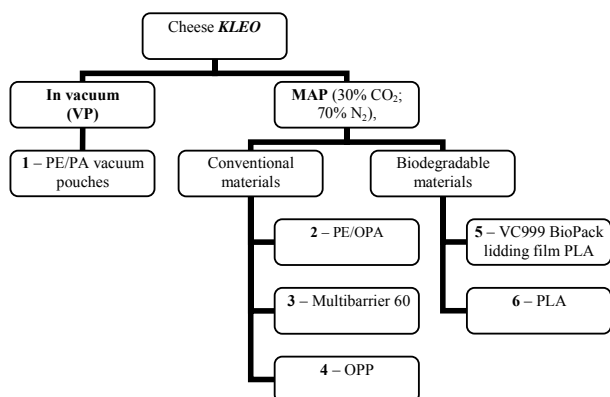 Cheese KLEO
In vacuum
(VP)
MAP (30% CO₂;
70% N₂),
1 – PE/PA vacuum
pouches
Conventional
materials
Biodegradable
materials
2 – PE/OPA
3 – Multibarrier 60
4 – OPP
5 – VC999 BioPack
lidding film PLA
6 – PLA